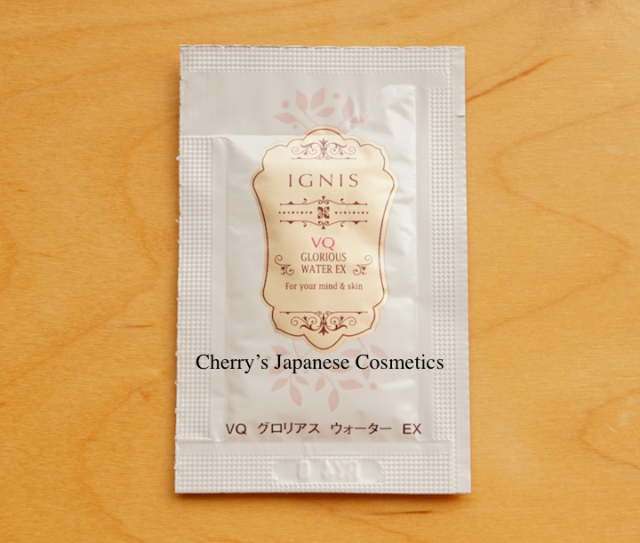 IGNIS
VQ
GLORIOUS
WATER EX
For your mind & skin
Cherry's Japanese Cosmetics
VQ グロリアス ウォーター EX